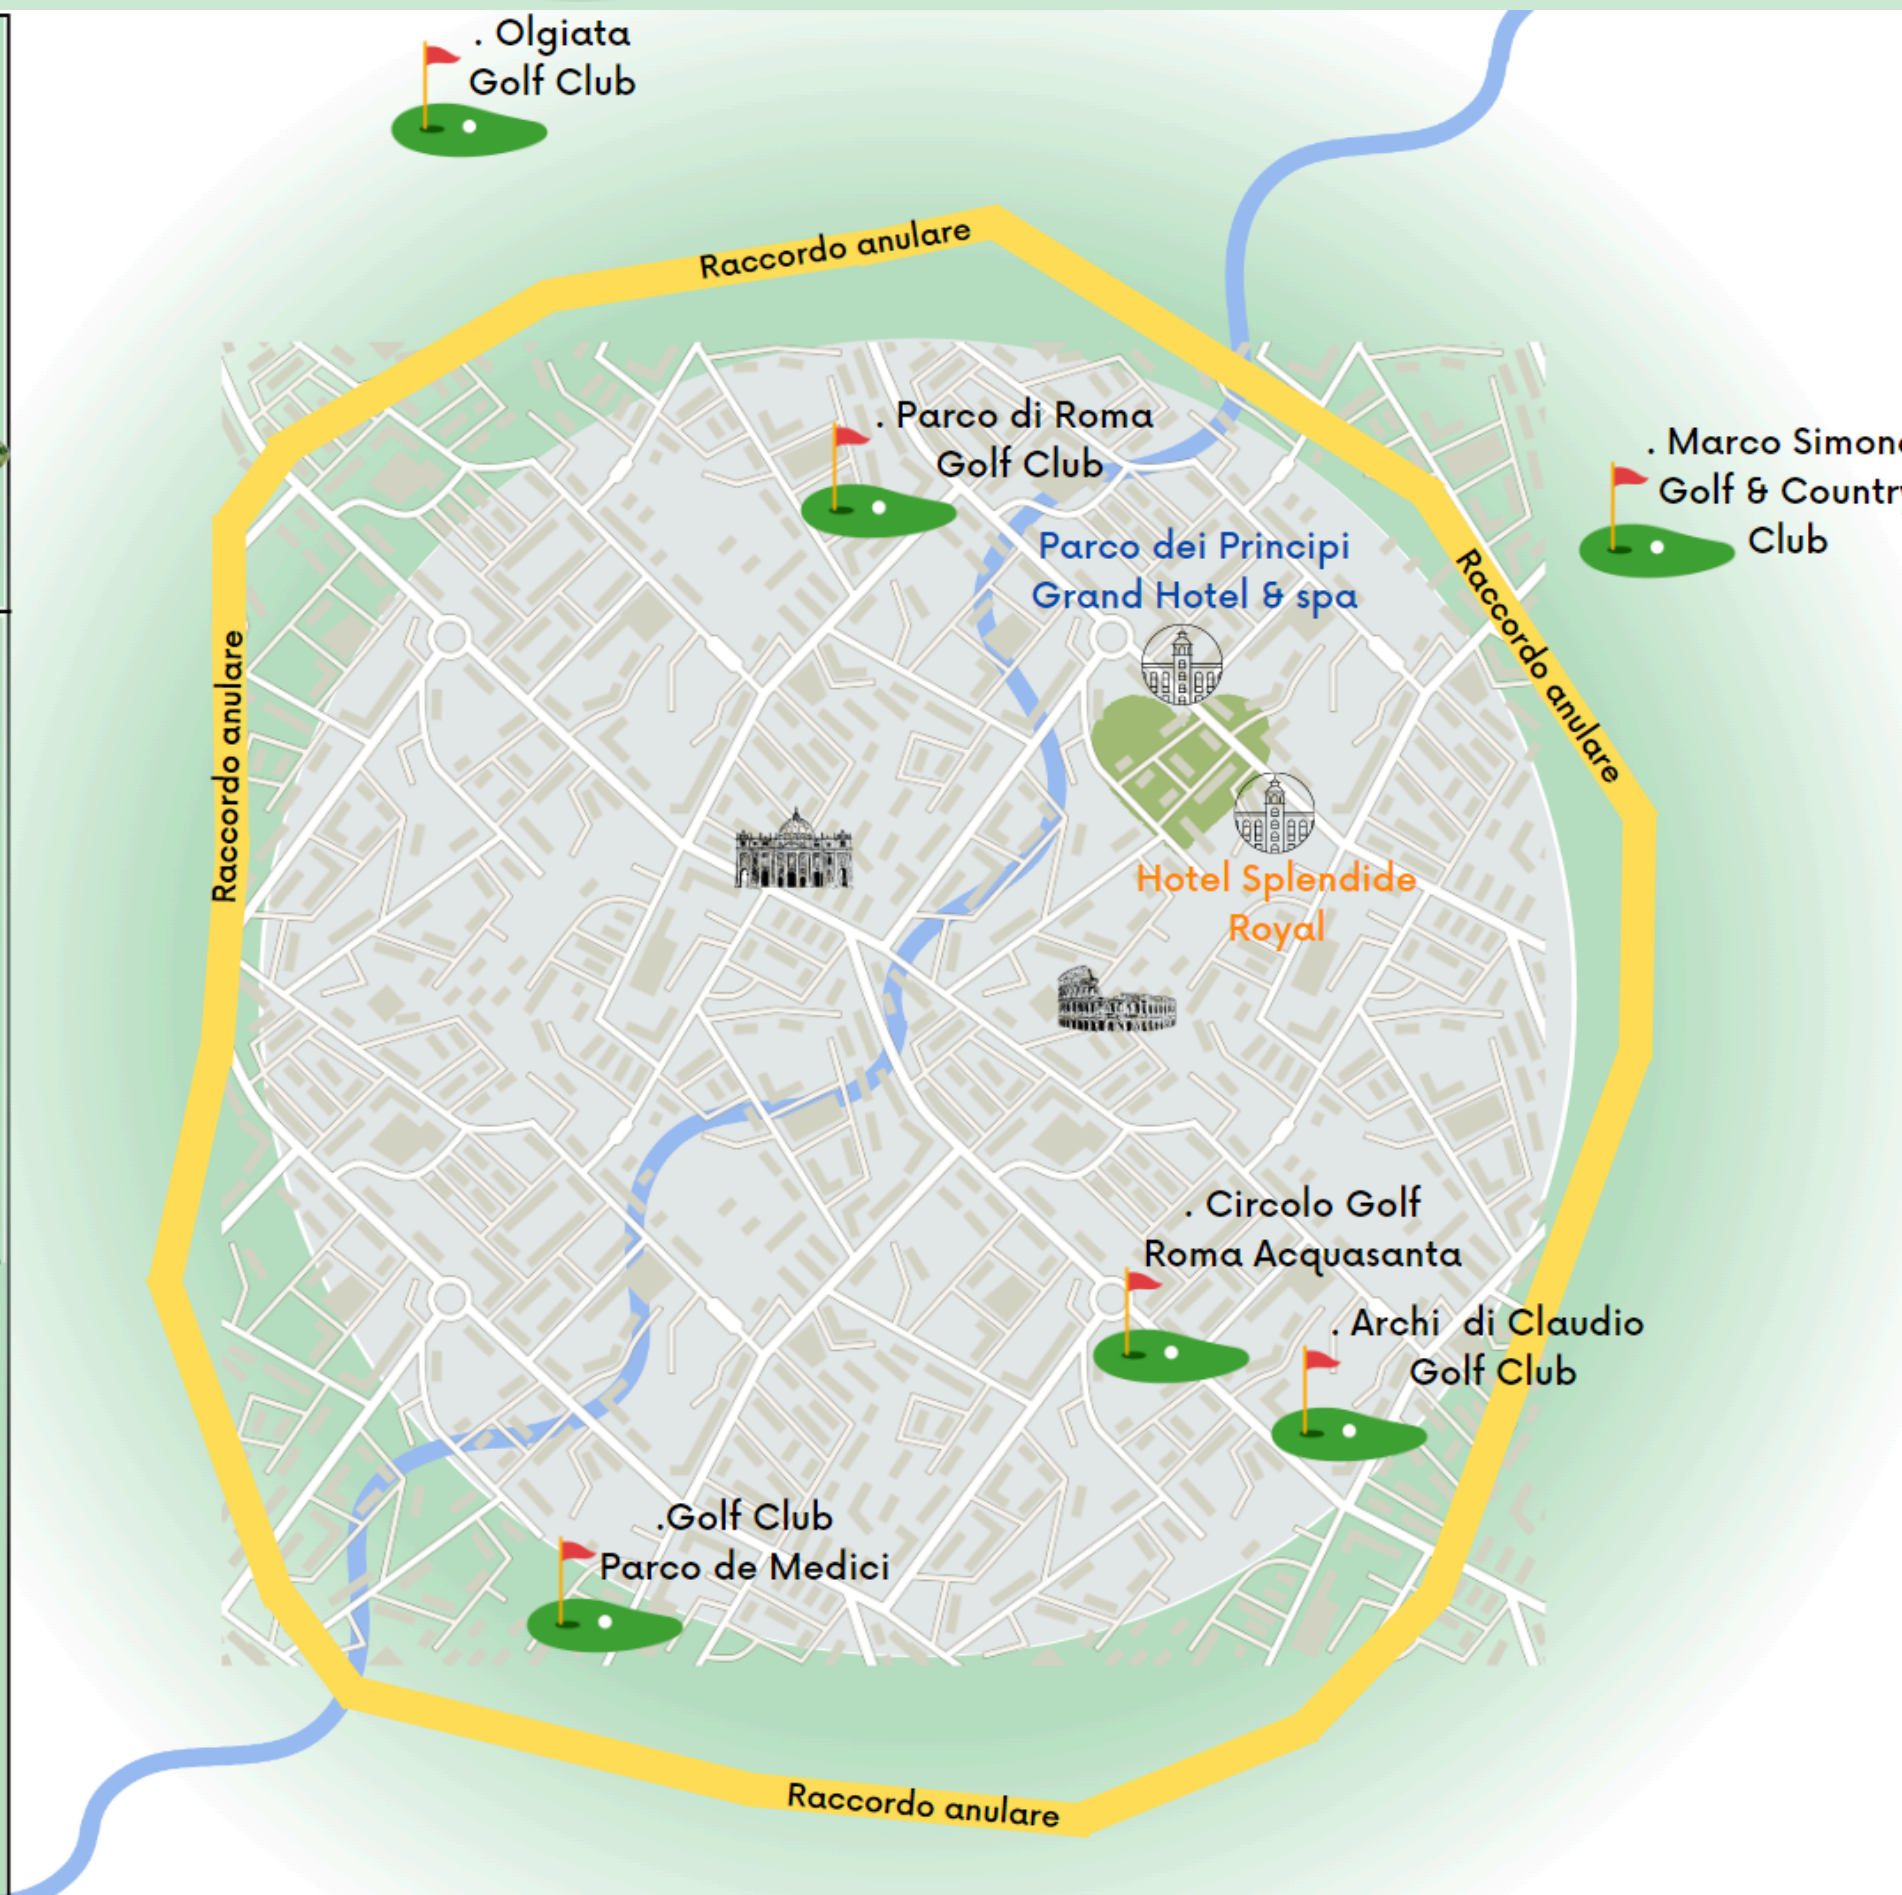 . Olgiata
Golf Club
Raccordo anulare
. Parco di Roma
Golf Club
. Marco Simon
Golf & Countr
Club
Parco dei Principi
Grand Hotel & spa
Raccordo anulare
Raccordo anulare
Hotel Splendide
Royal
. Circolo Golf
Roma Acquasanta
. Archi di Claudio
Golf Club
.Golf Club
Parco de Medici
Raccordo anulare